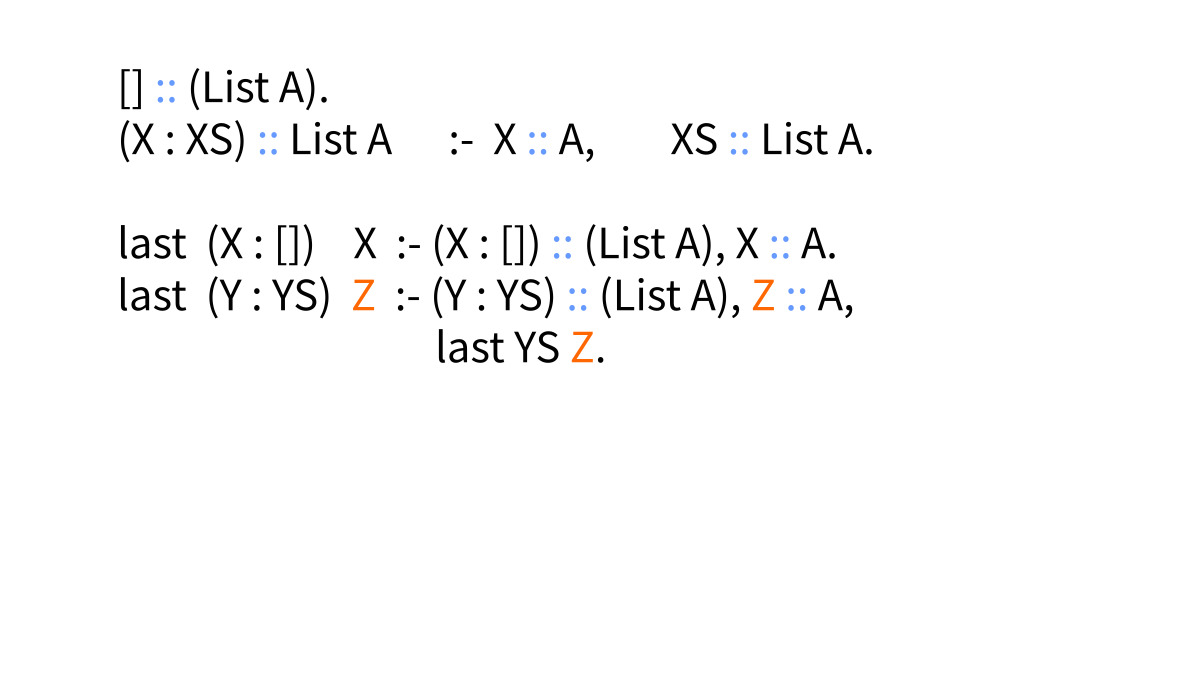 [] :: (List A).
(X : XS) :: List A :- X :: A, XS :: List A.
last (X : []) X :- (X : []) :: (List A), X :: A.
last (Y : YS) Z :- (Y : YS) :: (List A), Z :: A,
last YS Z.